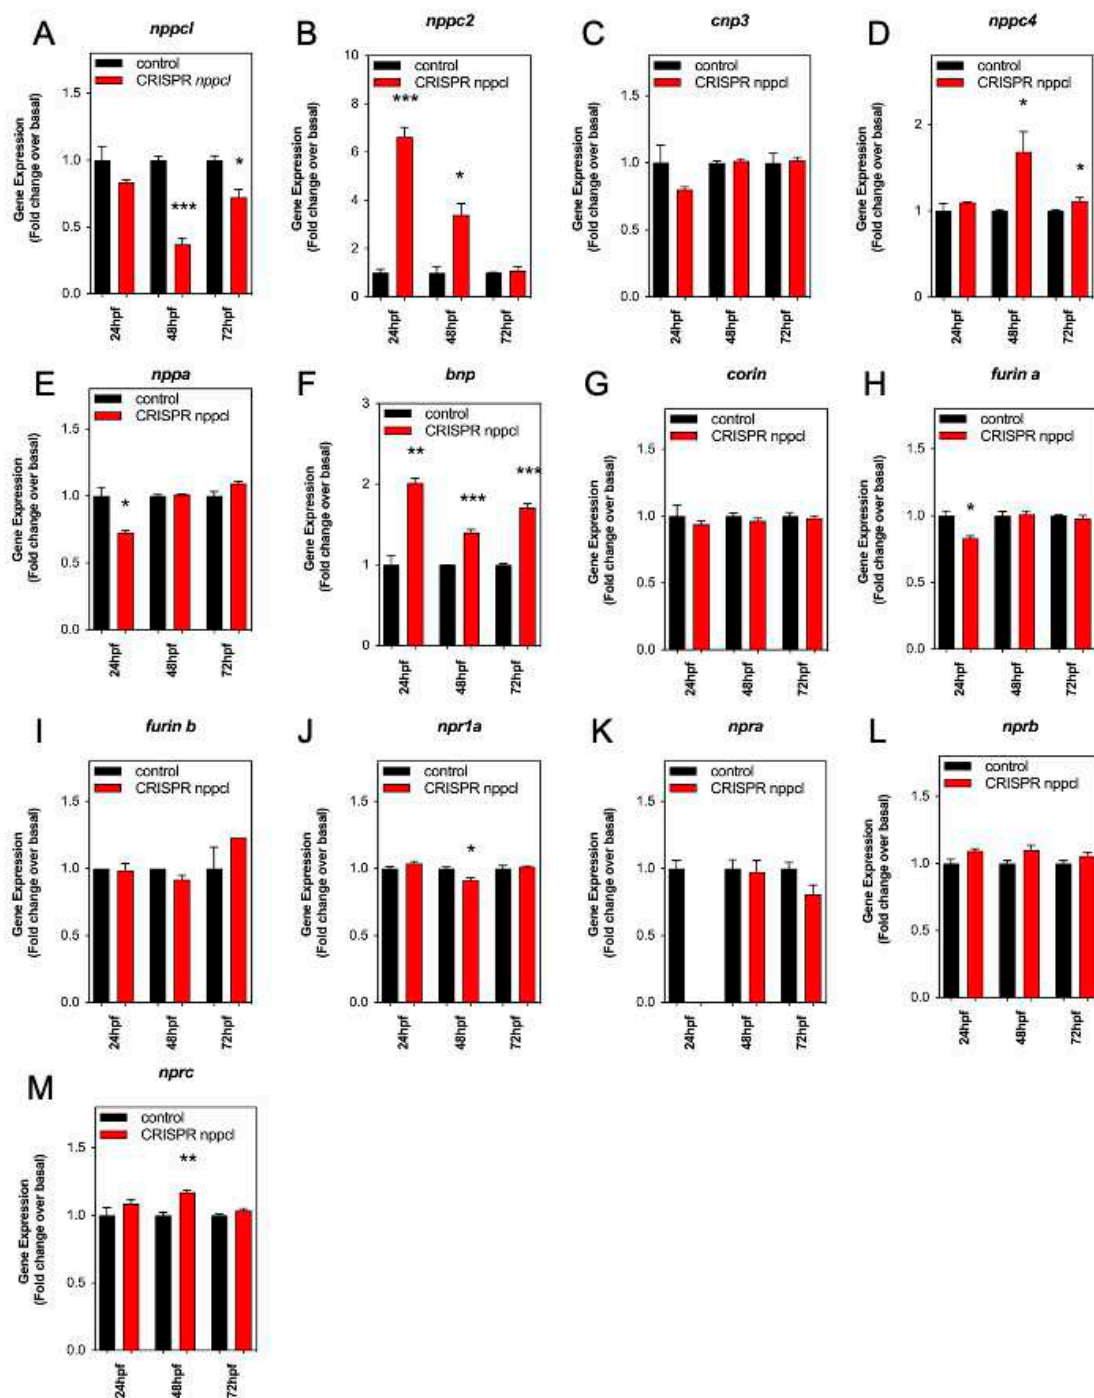 A
nppcl
control
CRISPR nppcl
Gene Expression
(Fold change over basal)
1.5
1.0
0.5
0.0
*
***
24hpf
48hpf
72hpf
B
nppc2
control
CRISPR nppcl
Gene Expression
(Fold change over basal)
10
8
6
4
2
0
***
*
24hpf
48hpf
72hpf
C
cnp3
control
CRISPR nppcl
Gene Expression
(Fold change over basal)
1.5
1.0
0.5
0.0
24hpf
48hpf
72hpf
D
nppc4
control
CRISPR nppcl
Gene Expression
(Fold change over basal)
2
1
0
*
*
24hpf
48hpf
72hpf
E
nppa
control
CRISPR nppcl
Gene Expression
(Fold change over basal)
1.5
1.0
0.5
0.0
*
24hpf
48hpf
72hpf
F
bnp
control
CRISPR nppcl
Gene Expression
(Fold change over basal)
3
2
1
0
**
***
***
24hpf
48hpf
72hpf
G
corin
control
CRISPR nppcl
Gene Expression
(Fold change over basal)
1.5
1.0
0.5
0.0
24hpf
48hpf
72hpf
H
furin a
control
CRISPR nppcl
Gene Expression
(Fold change over basal)
1.5
1.0
0.5
0.0
*
24hpf
48hpf
72hpf
I
furin b
control
CRISPR nppcl
Gene Expression
(Fold change over basal)
1.5
1.0
0.5
0.0
24hpf
48hpf
72hpf
J
npr1a
control
CRISPR nppcl
Gene Expression
(Fold change over basal)
1.5
1.0
0.5
0.0
*
24hpf
48hpf
72hpf
K
npra
control
CRISPR nppcl
Gene Expression
(Fold change over basal)
1.5
1.0
0.5
0.0
24hpf
48hpf
72hpf
L
nprb
control
CRISPR nppcl
Gene Expression
(Fold change over basal)
1.5
1.0
0.5
0.0
24hpf
48hpf
72hpf
M
nprc
control
CRISPR nppcl
Gene Expression
(Fold change over basal)
1.5
1.0
0.5
0.0
**
24hpf
48hpf
72hpf